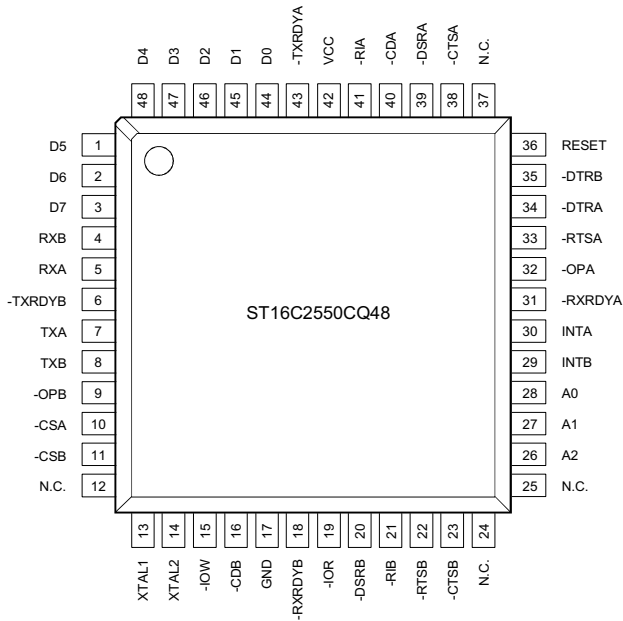 D4 D3 D2 D1 D0 -TXRDYA VCC -RIA -CDA -DSRA -CTSA N.C.
48 47 46 45 44 43 42 41 40 39 38 37
D5 1 36 RESET
D6 2 35 -DTRB
D7 3 34 -DTRA
RXB 4 33 -RTSA
RXA 5 32 -OPA
-TXRDYB 6 31 -RXRDYA
ST16C2550CQ48
TXA 7 30 INTA
TXB 8 29 INTB
-OPB 9 28 A0
-CSA 10 27 A1
-CSB 11 26 A2
N.C. 12 25 N.C.
13 14 15 16 17 18 19 20 21 22 23 24
XTAL1 XTAL2 -IOW -CDB GND -RXRDYB -IOR -DSRB -RIB -RTSB -CTSB N.C.